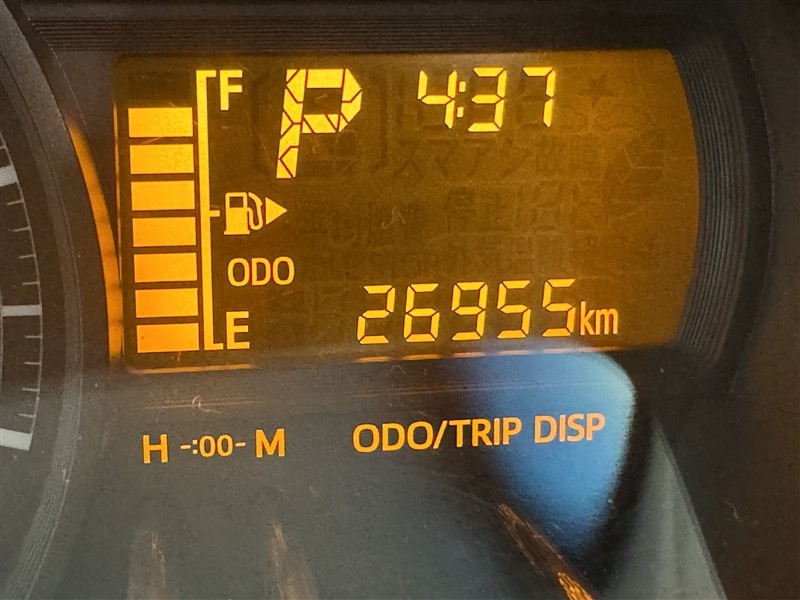 F
P
4:37
ODO
26955km
E
H -:00- M
ODO/TRIP DISP